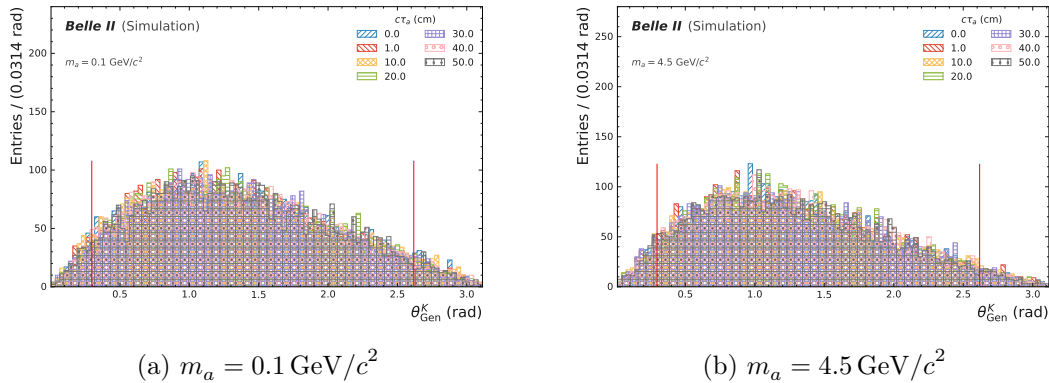 Belle II (Simulation)
m_a = 0.1 GeV/c²
cτ_a (cm)
0.0
1.0
10.0
20.0
30.0
40.0
50.0
Entries / (0.0314 rad)
200
150
100
50
0
0.5 1.0 1.5 2.0 2.5 3.0
θ^K_Gen (rad)
(a) m_a = 0.1 GeV/c²
Belle II (Simulation)
m_a = 4.5 GeV/c²
cτ_a (cm)
0.0
1.0
10.0
20.0
30.0
40.0
50.0
Entries / (0.0314 rad)
250
200
150
100
50
0
0.5 1.0 1.5 2.0 2.5 3.0
θ^K_Gen (rad)
(b) m_a = 4.5 GeV/c²